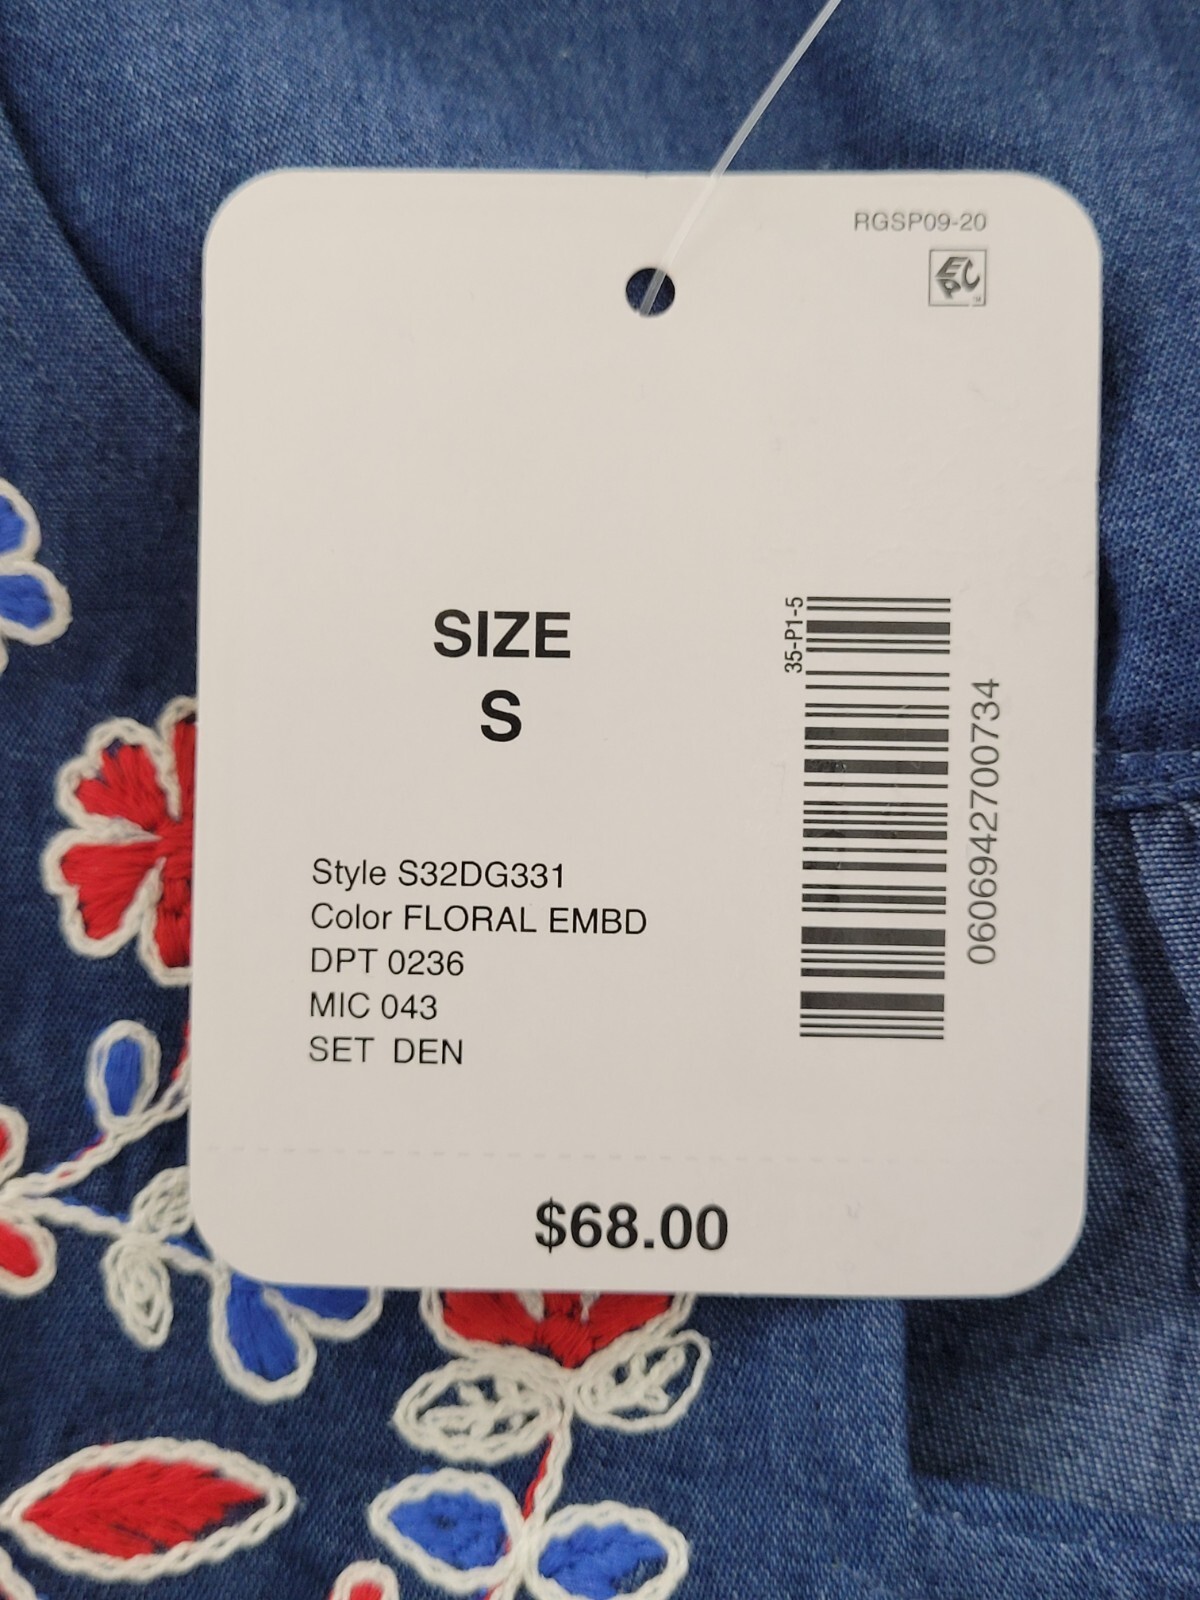 RGSP09-20
EPC
SIZE
S
35-P1-5
0606942700734
Style S32DG331
Color FLORAL EMBD
DPT 0236
MIC 043
SET DEN
$68.00